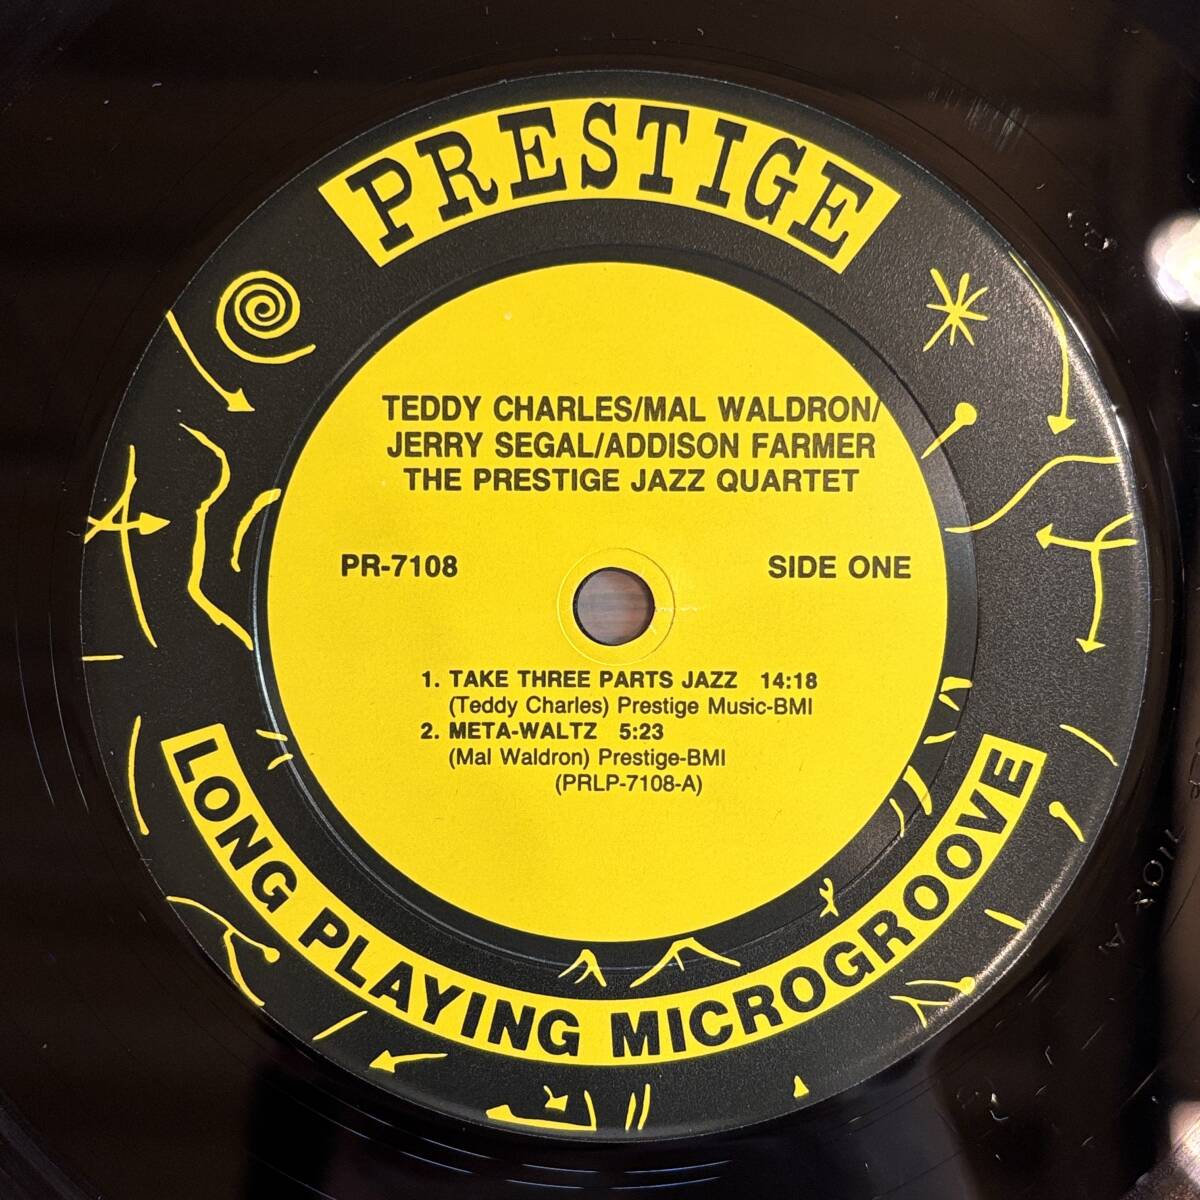 PRESTIGE
TEDDY CHARLES/MAL WALDRON/
JERRY SEGAL/ADDISON FARMER
THE PRESTIGE JAZZ QUARTET
PR-7108
SIDE ONE
1. TAKE THREE PARTS JAZZ 14:18
(Teddy Charles) Prestige Music-BMI
2. META-WALTZ 5:23
(Mal Waldron) Prestige-BMI
(PRLP-7108-A)
LONG PLAYING MICROGROOVE